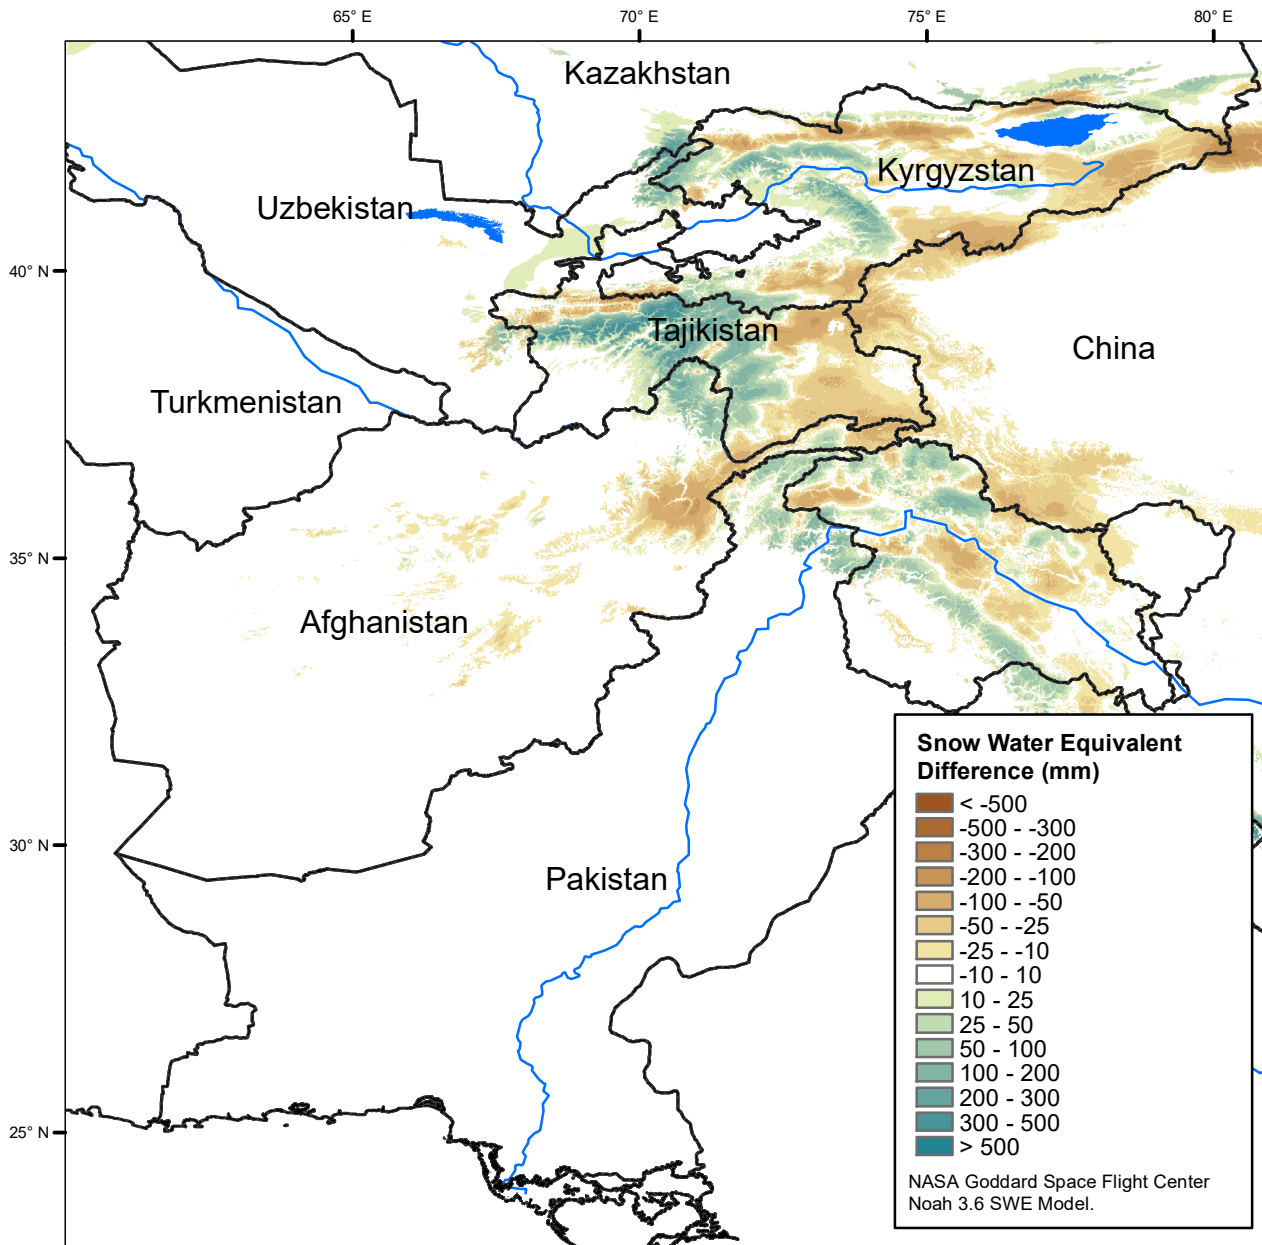 65° E
70° E
75° E
80° E
Kazakhstan
Kyrgyzstan
Uzbekistan
40° N
Tajikistan
China
Turkmenistan
35° N
Afghanistan
30° N
Pakistan
25° N
Snow Water Equivalent
Difference (mm)
< -500
-500 - -300
-300 - -200
-200 - -100
-100 - -50
-50 - -25
-25 - -10
-10 - 10
10 - 25
25 - 50
50 - 100
100 - 200
200 - 300
300 - 500
> 500
NASA Goddard Space Flight Center
Noah 3.6 SWE Model.